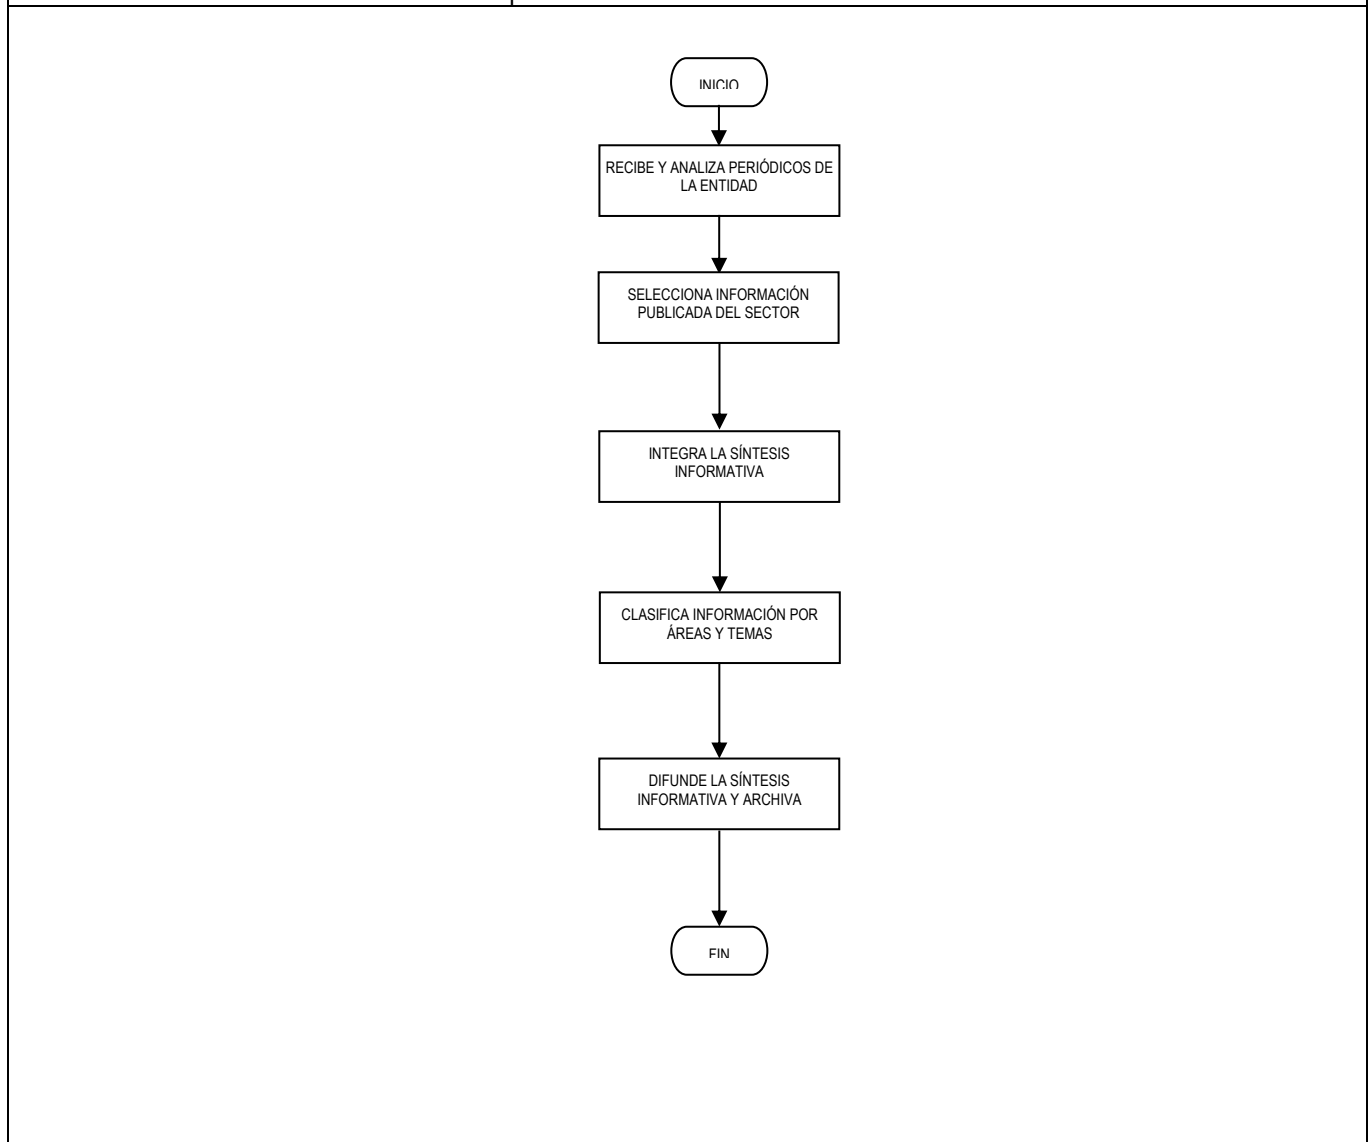 INICIO
RECIBE Y ANALIZA PERIÓDICOS DE
LA ENTIDAD
SELECCIONA INFORMACIÓN
PUBLICADA DEL SECTOR
INTEGRA LA SÍNTESIS
INFORMATIVA
CLASIFICA INFORMACIÓN POR
ÁREAS Y TEMAS
DIFUNDE LA SÍNTESIS
INFORMATIVA Y ARCHIVA
FIN